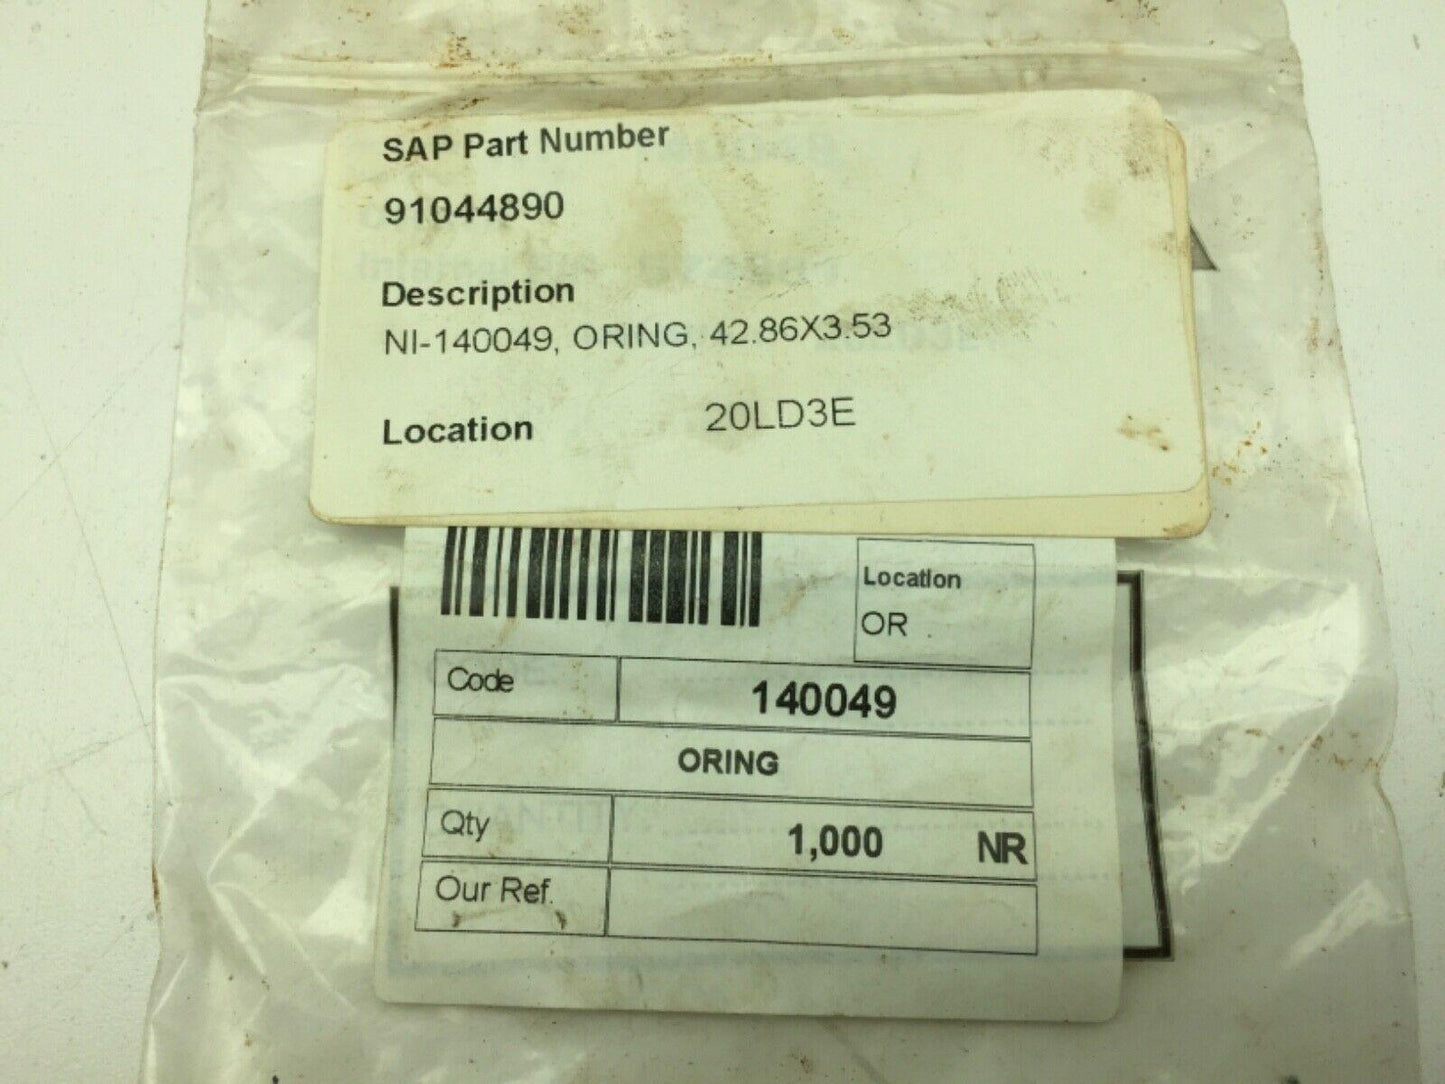 SAP Part Number
91044890
Description
NI-140049, ORING, 42.86X3.53
Location 20LD3E
Location
OR
Code 140049
ORING
Qty 1,000 NR
Our Ref.